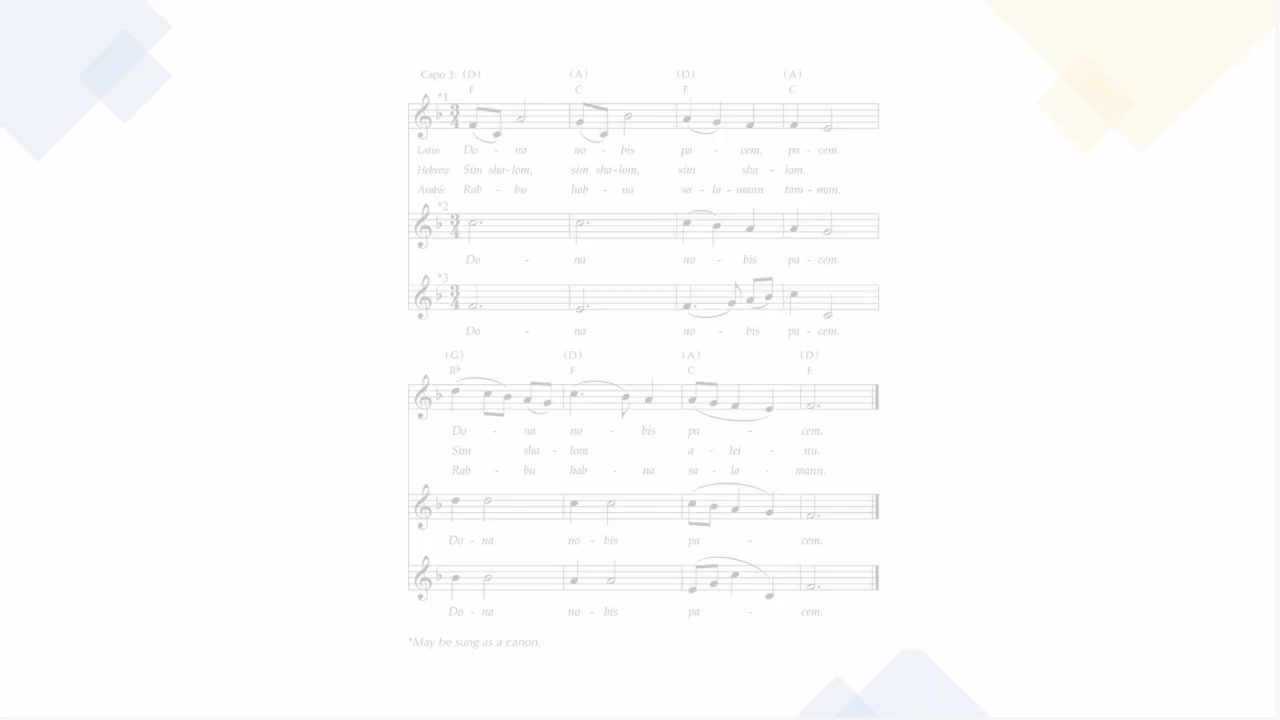 Capo 3: (D) (A) (D) (A)
F C F C
*1
Latin Do - na no - bis pa - cem, pa - cem.
Hebrew Sim sha-lom, sim sha-lom, sim sha - lom.
Arabic Rab - bu hab - na sa - la - mann tam - man.
*2
Do - na no - bis pa - cem.
*3
Do - na no - bis pa - cem.
(G) (D) (A) (D)
B♭ F C F
Do - na no - bis pa - cem.
Sim sha - lom a - lei - nu.
Rab - bu hab - na sa - la - mann.
Do - na no - bis pa - cem.
Do - na no - bis pa - cem.
*May be sung as a canon.